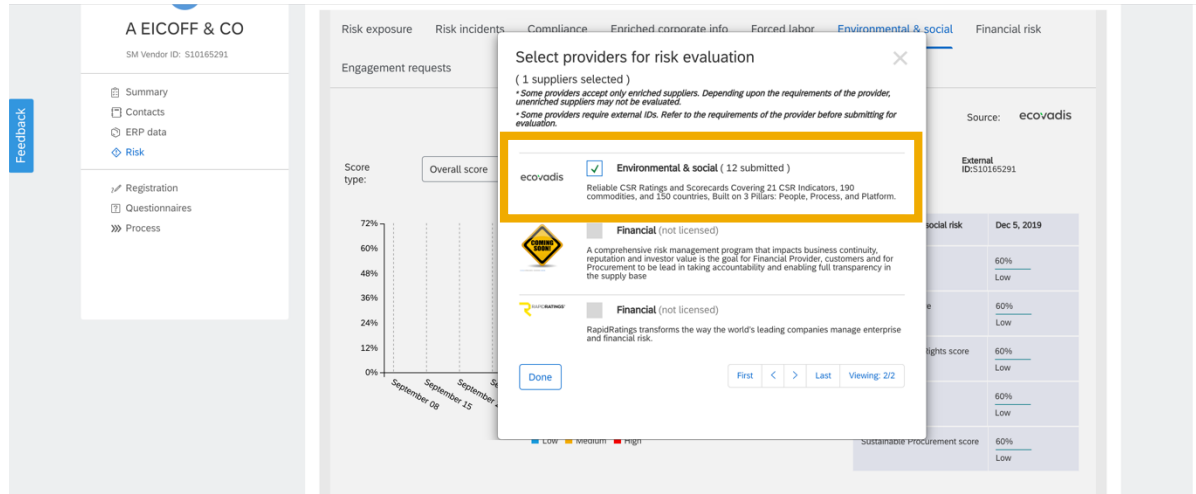 A EICOFF & CO
SM Vendor ID: S10165291
Summary
Contacts
ERP data
Risk
Registration
Questionnaires
Process
Feedback
Risk exposure Risk incidents Compliance Enriched corporate info Forced labor Environmental & social Financial risk
Engagement requests
Source: ecovadis
Score type:
Overall score
External
ID:S10165291
72%
60%
48%
36%
24%
12%
0%
September 08
September 15
September
Low Medium High
social risk Dec 5, 2019
60%
Low
60%
Low
ights score 60%
Low
60%
Low
Sustainable Procurement score 60%
Low
Select providers for risk evaluation
( 1 suppliers selected )
* Some providers accept only enriched suppliers. Depending upon the requirements of the provider,
unenriched suppliers may not be evaluated.
* Some providers require external IDs. Refer to the requirements of the provider before submitting for
evaluation.
ecovadis
Environmental & social ( 12 submitted )
Reliable CSR Ratings and Scorecards Covering 21 CSR Indicators, 190
commodities, and 150 countries, Built on 3 Pillars: People, Process, and Platform.
COMING
SOON!
Financial (not licensed)
A comprehensive risk management program that impacts business continuity,
reputation and investor value is the goal for Financial Provider, customers and for
Procurement to be lead in taking accountability and enabling full transparency in
the supply base
RAPIDRATINGS
Financial (not licensed)
RapidRatings transforms the way the world's leading companies manage enterprise
and financial risk.
Done
First < > Last Viewing: 2/2